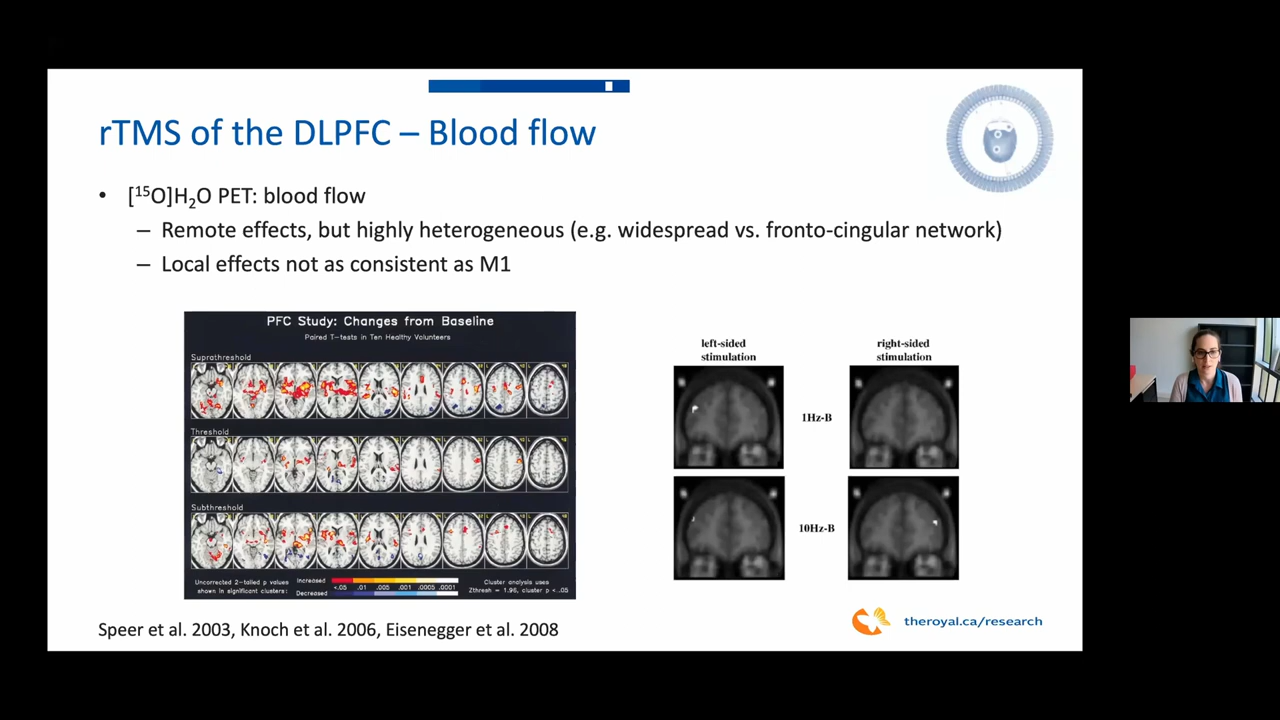 rTMS of the DLPFC – Blood flow
• [¹⁵O]H₂O PET: blood flow
– Remote effects, but highly heterogeneous (e.g. widespread vs. fronto-cingular network)
– Local effects not as consistent as M1
PFC Study: Changes from Baseline
Paired T-tests in Ten Healthy Volunteers
Suprathreshold
Threshold
Subthreshold
Uncorrected 2-tailed p values
shown in significant clusters:
Increased
<.05 .01 .005 .001 .0005 .0001
Decreased
Cluster analysis uses
Zthresh = 1.96, cluster p <.05
left-sided
stimulation
right-sided
stimulation
1Hz-B
10Hz-B
Speer et al. 2003, Knoch et al. 2006, Eisenegger et al. 2008
theroyal.ca/research